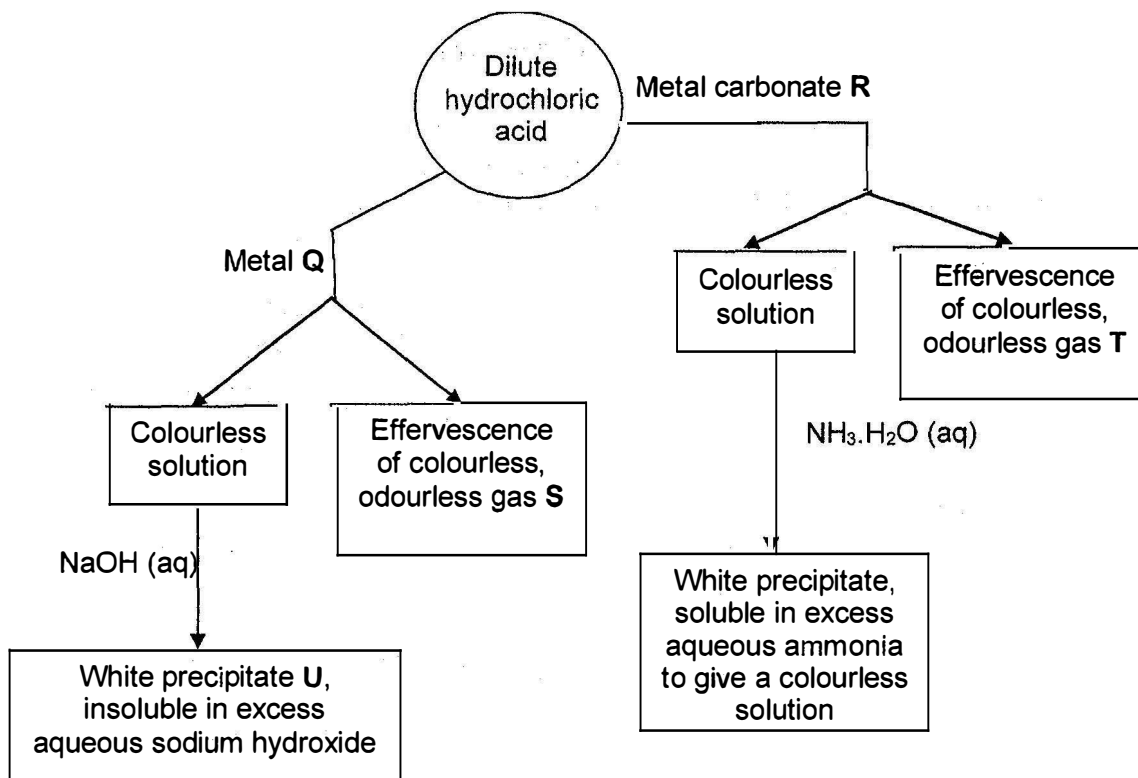 Dilute
hydrochloric
acid
Metal carbonate R
Metal Q
Colourless
solution
Effervescence
of colourless,
odourless gas T
Colourless
solution
Effervescence
of colourless,
odourless gas S
NH₃.H₂O (aq)
NaOH (aq)
White precipitate,
soluble in excess
aqueous ammonia
to give a colourless
solution
White precipitate U,
insoluble in excess
aqueous sodium hydroxide